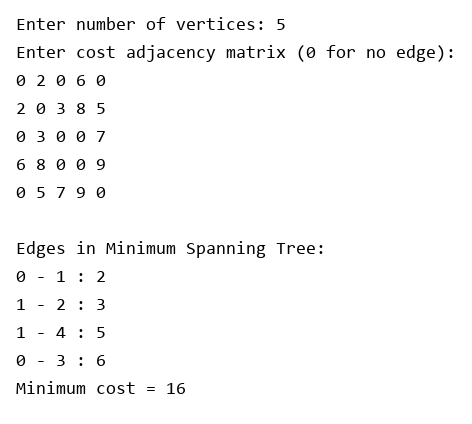 Enter number of vertices: 5
Enter cost adjacency matrix (0 for no edge):
0 2 0 6 0
2 0 3 8 5
0 3 0 0 7
6 8 0 0 9
0 5 7 9 0
Edges in Minimum Spanning Tree:
0 - 1 : 2
1 - 2 : 3
1 - 4 : 5
0 - 3 : 6
Minimum cost = 16